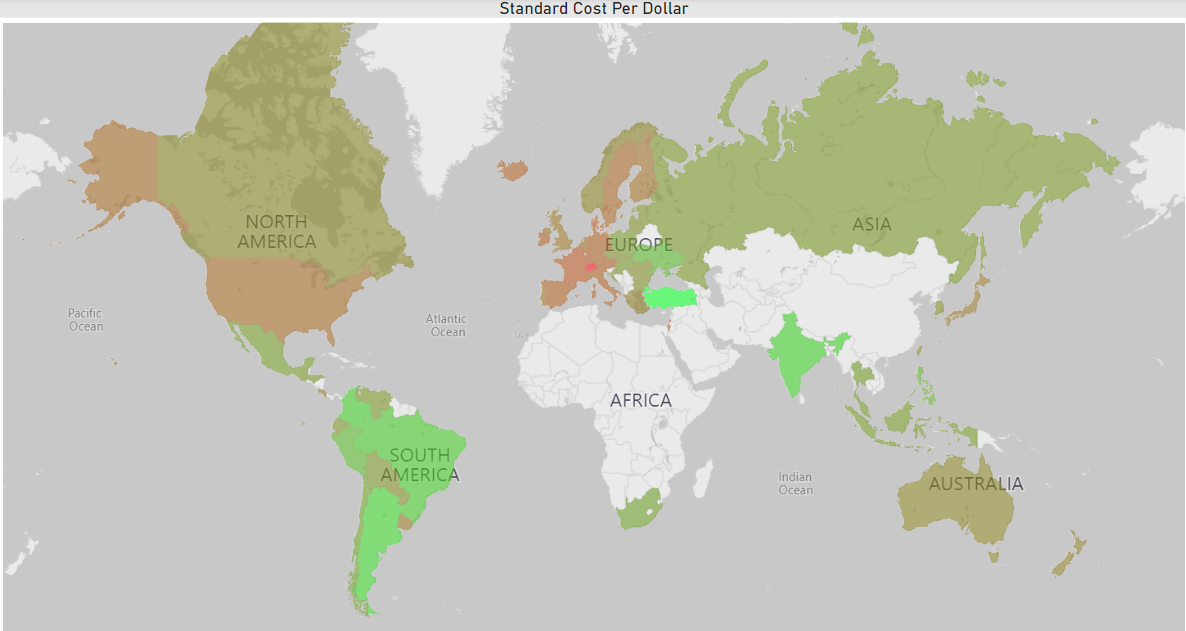 Standard Cost Per Dollar
NORTH
AMERICA
EUROPE
ASIA
Pacific
Ocean
Atlantic
Ocean
AFRICA
SOUTH
AMERICA
Indian
Ocean
AUSTRALIA